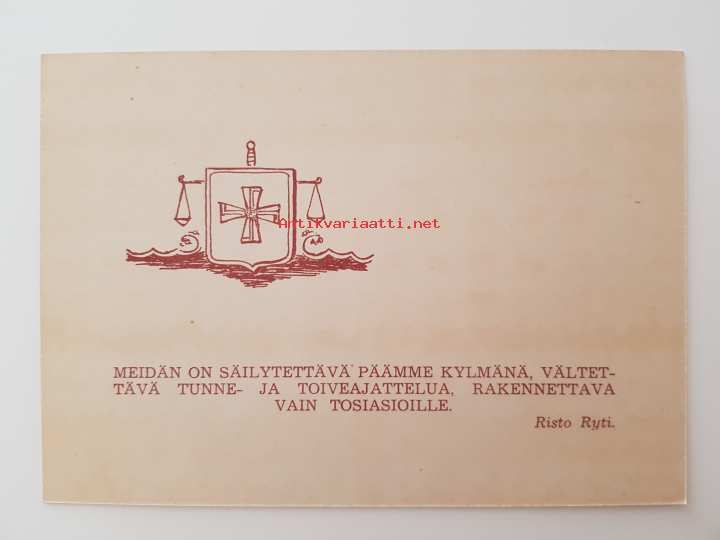 Artikvariaatti.net
MEIDÄN ON SÄILYTETTÄVÄ PÄÄMME KYLMÄNÄ, VÄLTET-
TÄVÄ TUNNE- JA TOIVEAJATTELUA, RAKENNETTAVA
VAIN TOSIASIOILLE.
Risto Ryti.